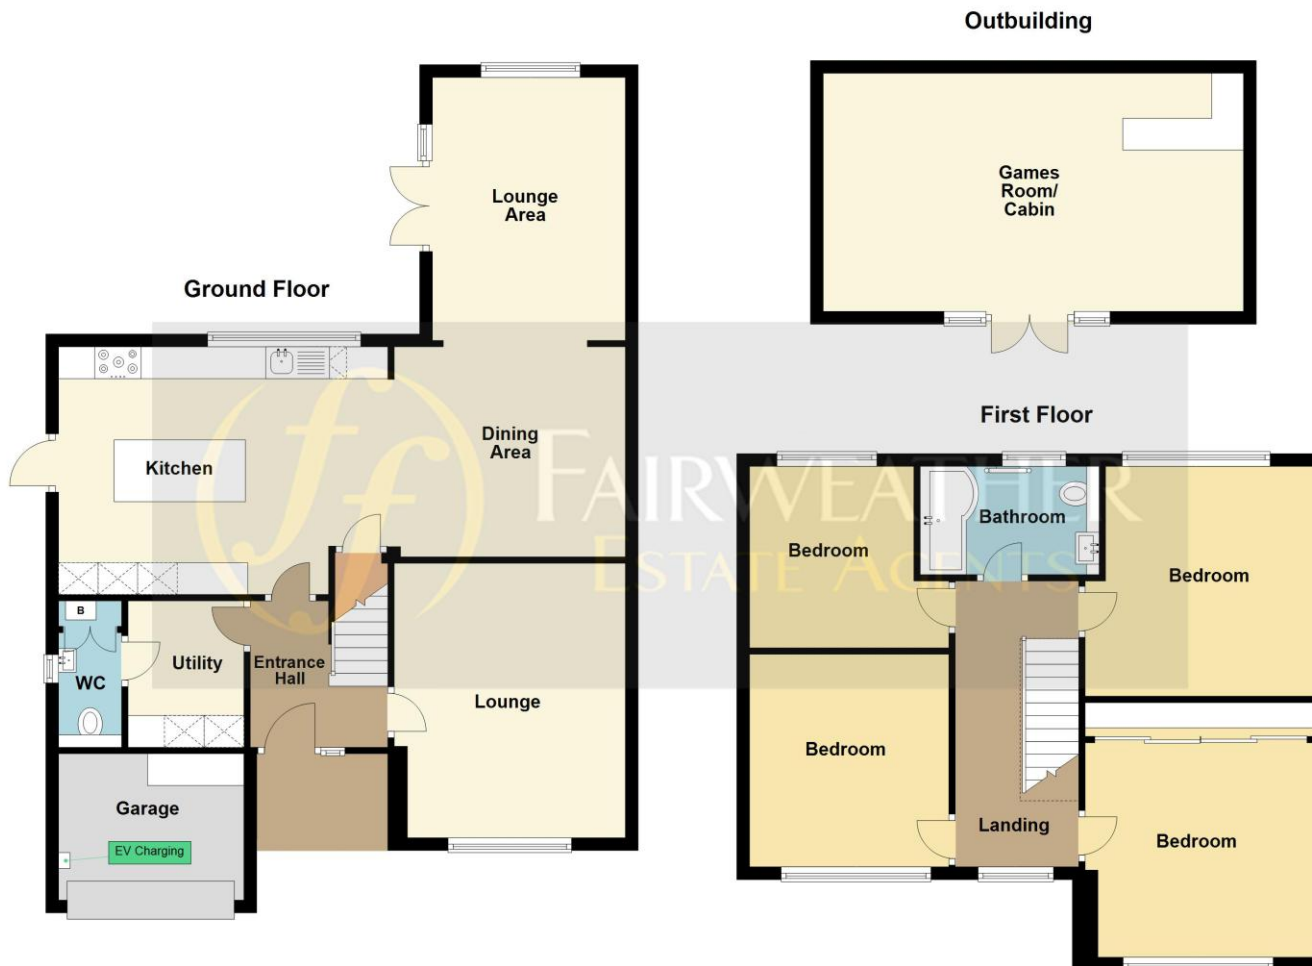 Outbuilding
Games
Room/
Cabin
Ground Floor
Lounge
Area
Kitchen
Dining
Area
B
WC
Utility
Entrance
Hall
Lounge
Garage
EV Charging
First Floor
Bedroom
Bathroom
Bedroom
Bedroom
Landing
Bedroom
ff
FAIRWEATHER
ESTATE AGENTS